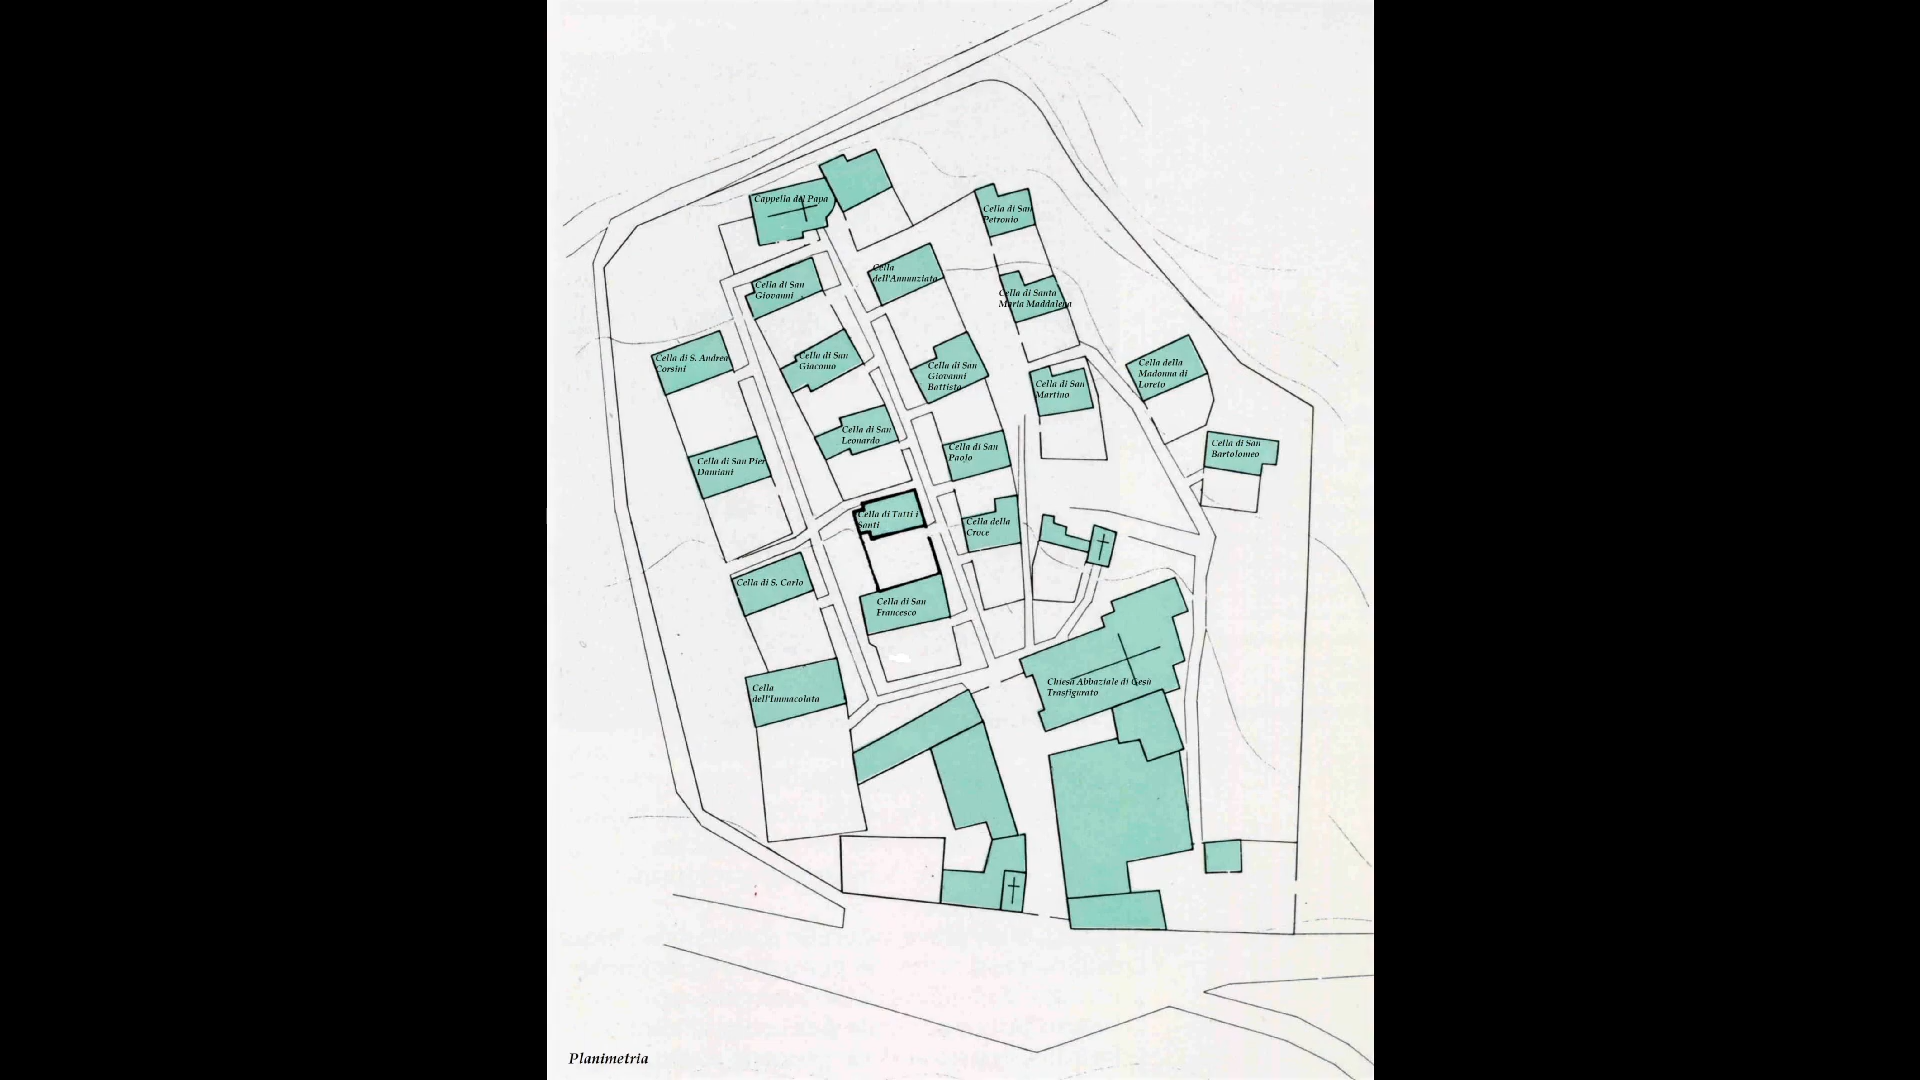 Cappella del Papa
Cella di San
Petronio
Cella
dell'Annunziata
Cella di San
Giovanni
Cella di Santa
Maria Maddalena
Cella di S. Andrea
Corsini
Cella di San
Giacomo
Cella di San
Giovanni
Battista
Cella della
Madonna di
Loreto
Cella di San
Martino
Cella di San
Leonardo
Cella di San
Paolo
Cella di San
Bartolomeo
Cella di San Pier
Damiani
Cella di Tutti i
Santi
Cella della
Croce
Cella di S. Carlo
Cella di San
Francesco
Cella
dell'Immacolata
Chiesa Abbaziale di Gesù
Trasfigurato
Planimetria